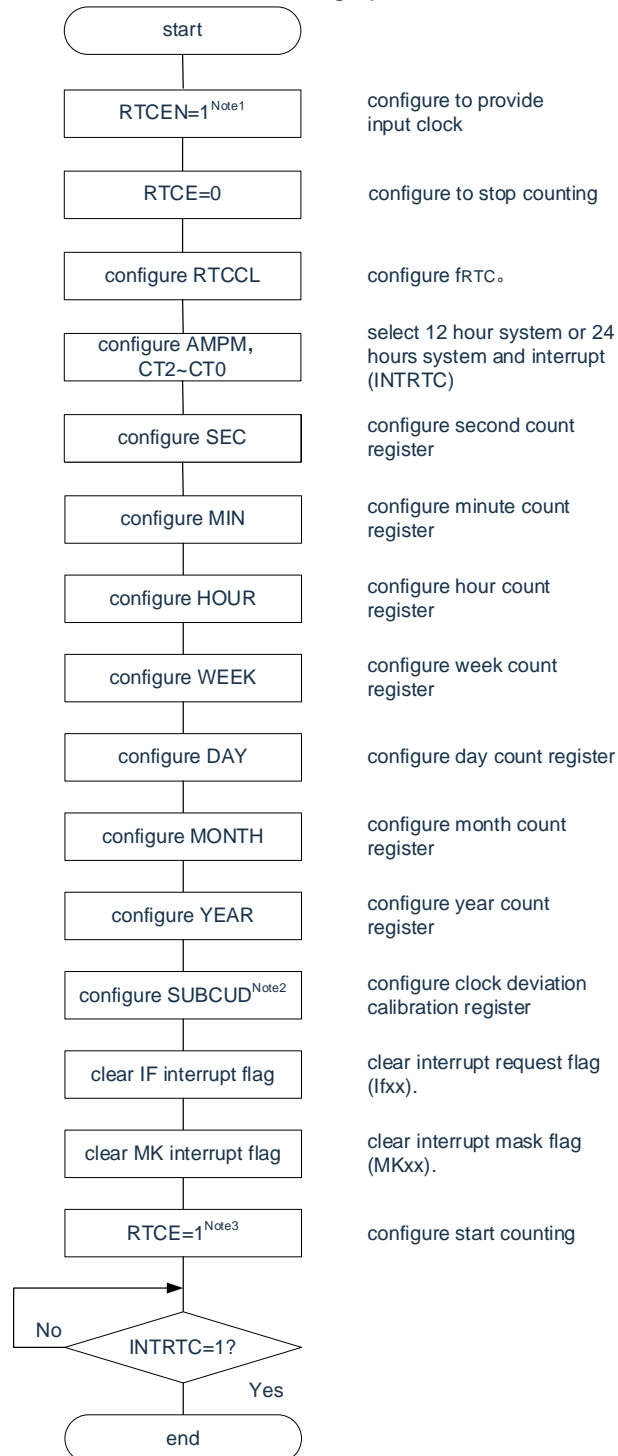 start
RTCEN=1Note1
configure to provide
input clock
RTCE=0
configure to stop counting
configure RTCCL
configure fRTC。
configure AMPM,
CT2~CT0
select 12 hour system or 24
hours system and interrupt
(INTRTC)
configure SEC
configure second count
register
configure MIN
configure minute count
register
configure HOUR
configure hour count
register
configure WEEK
configure week count
register
configure DAY
configure day count register
configure MONTH
configure month count
register
configure YEAR
configure year count
register
configure SUBCUDNote2
configure clock deviation
calibration register
clear IF interrupt flag
clear interrupt request flag
(Ifxx).
clear MK interrupt flag
clear interrupt mask flag
(MKxx).
RTCE=1Note3
configure start counting
No
INTRTC=1?
Yes
end